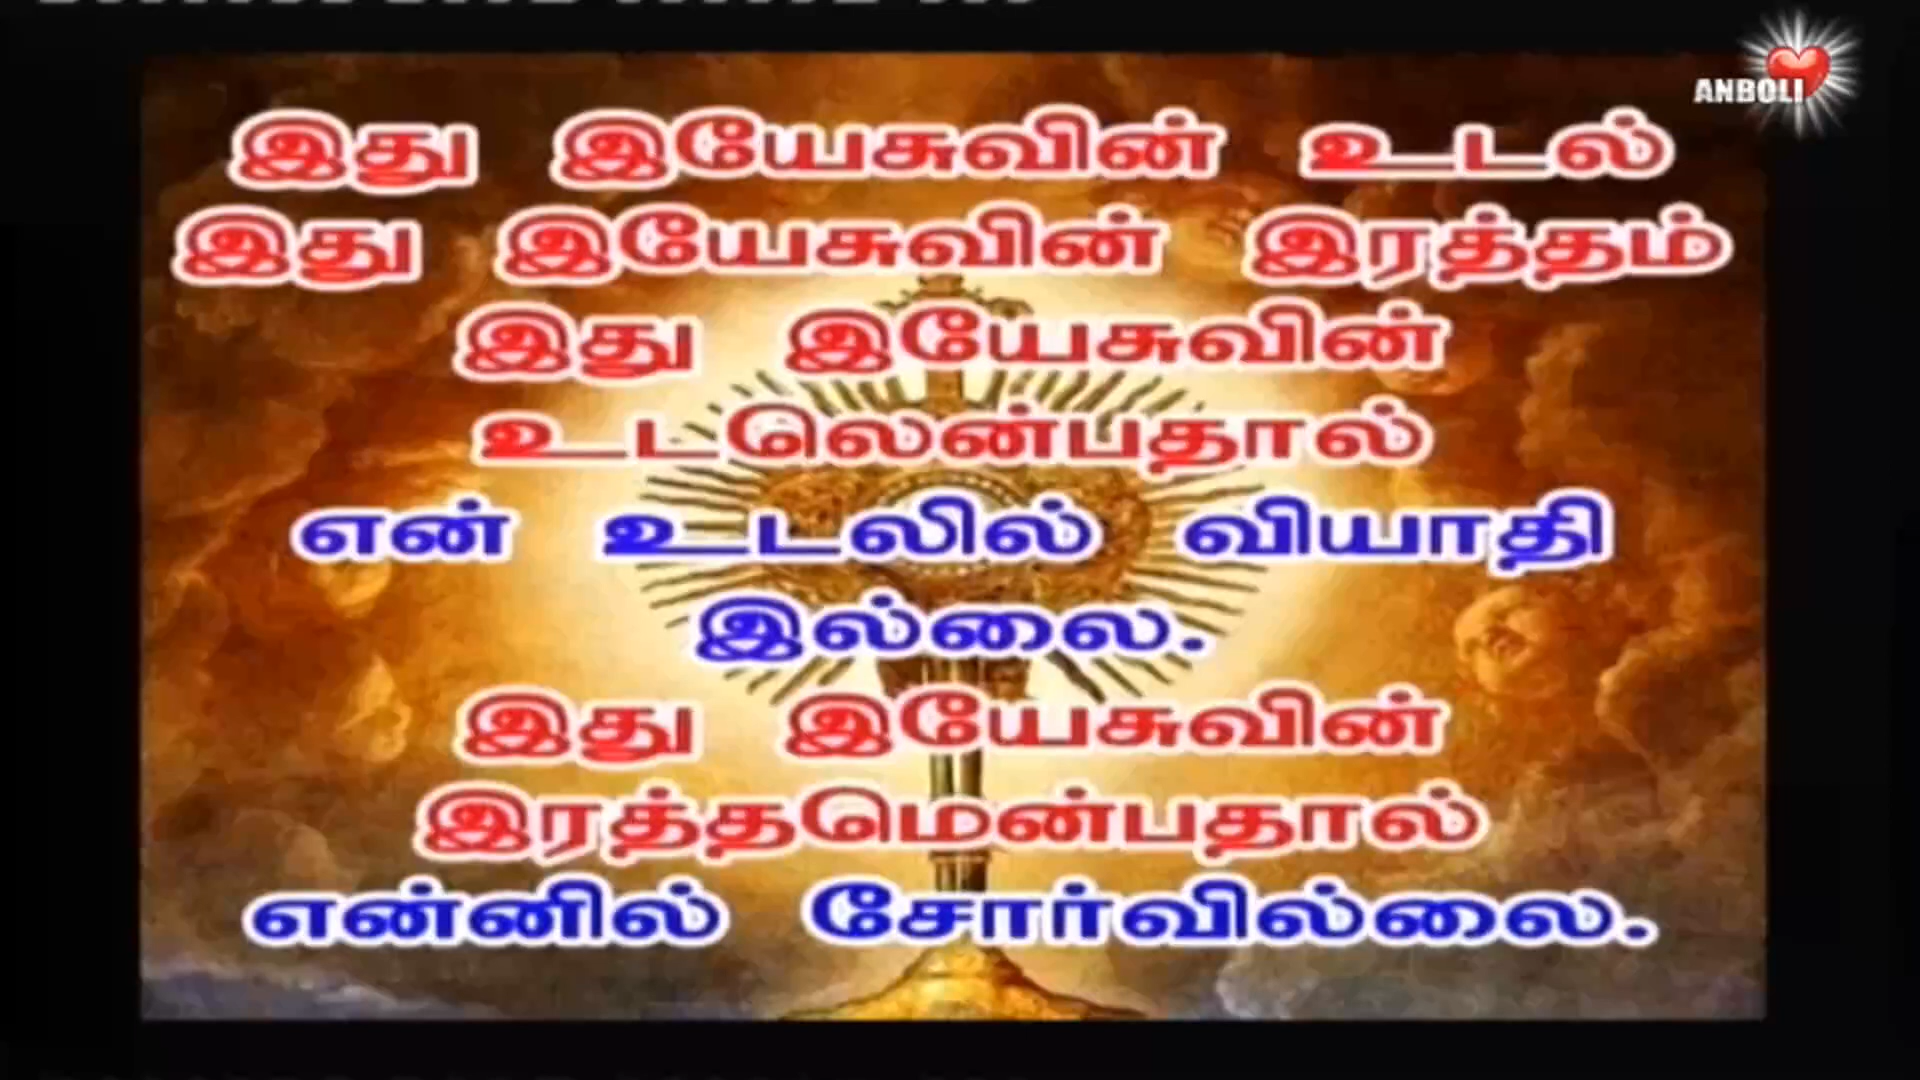 ANBOLI
இது இயேசுவின் உடல்
இது இயேசுவின் இரத்தம்
இது இயேசுவின்
உடலென்பதால்
என் உடலில் வியாதி
இல்லை.
இது இயேசுவின்
இரத்தமென்பதால்
என்னில் சோர்வில்லை.